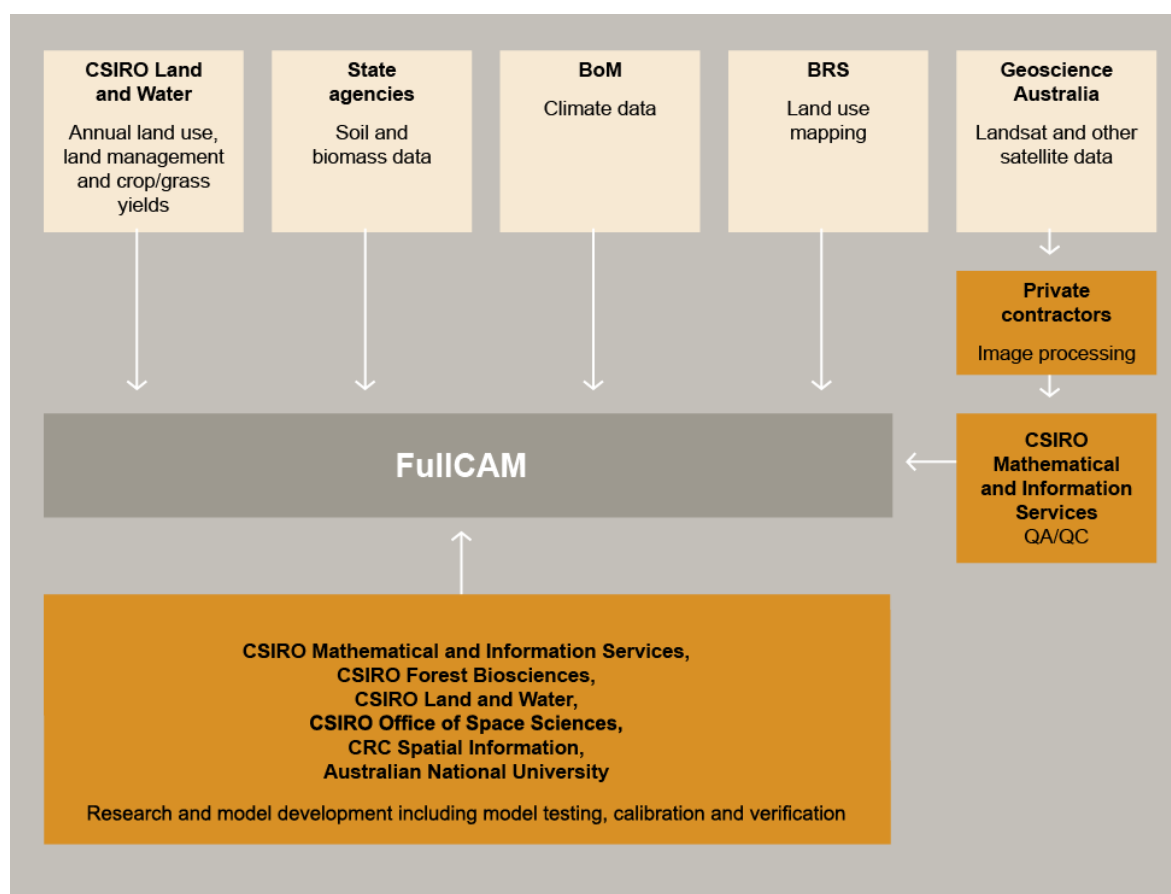 CSIRO Land
and Water
Annual land use,
land management
and crop/grass
yields
State
agencies
Soil and
biomass data
BoM
Climate data
BRS
Land use
mapping
Geoscience
Australia
Landsat and other
satellite data
Private
contractors
Image processing
FullCAM
CSIRO
Mathematical
and Information
Services
QA/QC
CSIRO Mathematical and Information Services,
CSIRO Forest Biosciences,
CSIRO Land and Water,
CSIRO Office of Space Sciences,
CRC Spatial Information,
Australian National University
Research and model development including model testing, calibration and verification